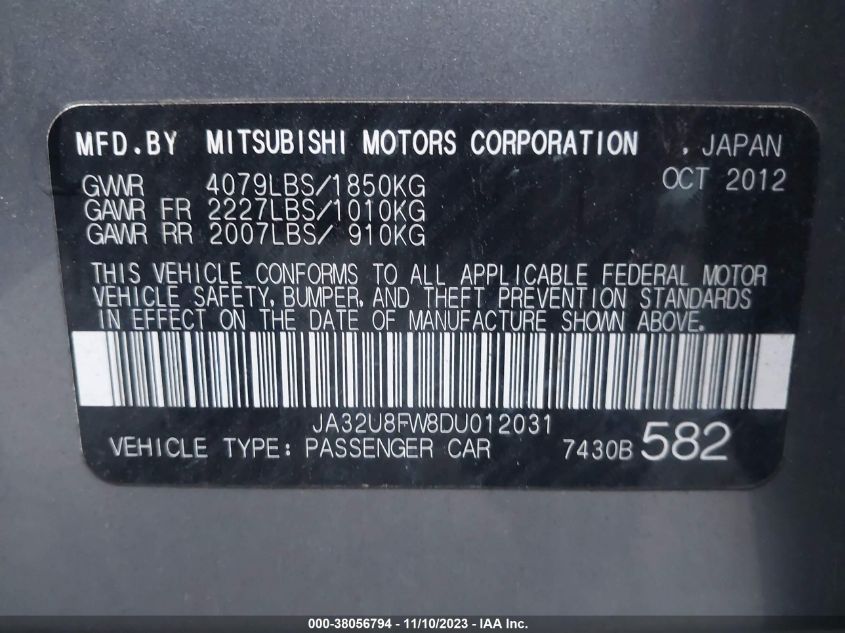 MFD.BY MITSUBISHI MOTORS CORPORATION , JAPAN
OCT 2012
GVWR 4079LBS/1850KG
GAWR FR 2227LBS/1010KG
GAWR RR 2007LBS/ 910KG
THIS VEHICLE CONFORMS TO ALL APPLICABLE FEDERAL MOTOR
VEHICLE SAFETY, BUMPER, AND THEFT PREVENTION STANDARDS
IN EFFECT ON THE DATE OF MANUFACTURE SHOWN ABOVE.
JA32U8FW8DU012031
VEHICLE TYPE: PASSENGER CAR 7430B 582
000-38056794 - 11/10/2023 - IAA Inc.